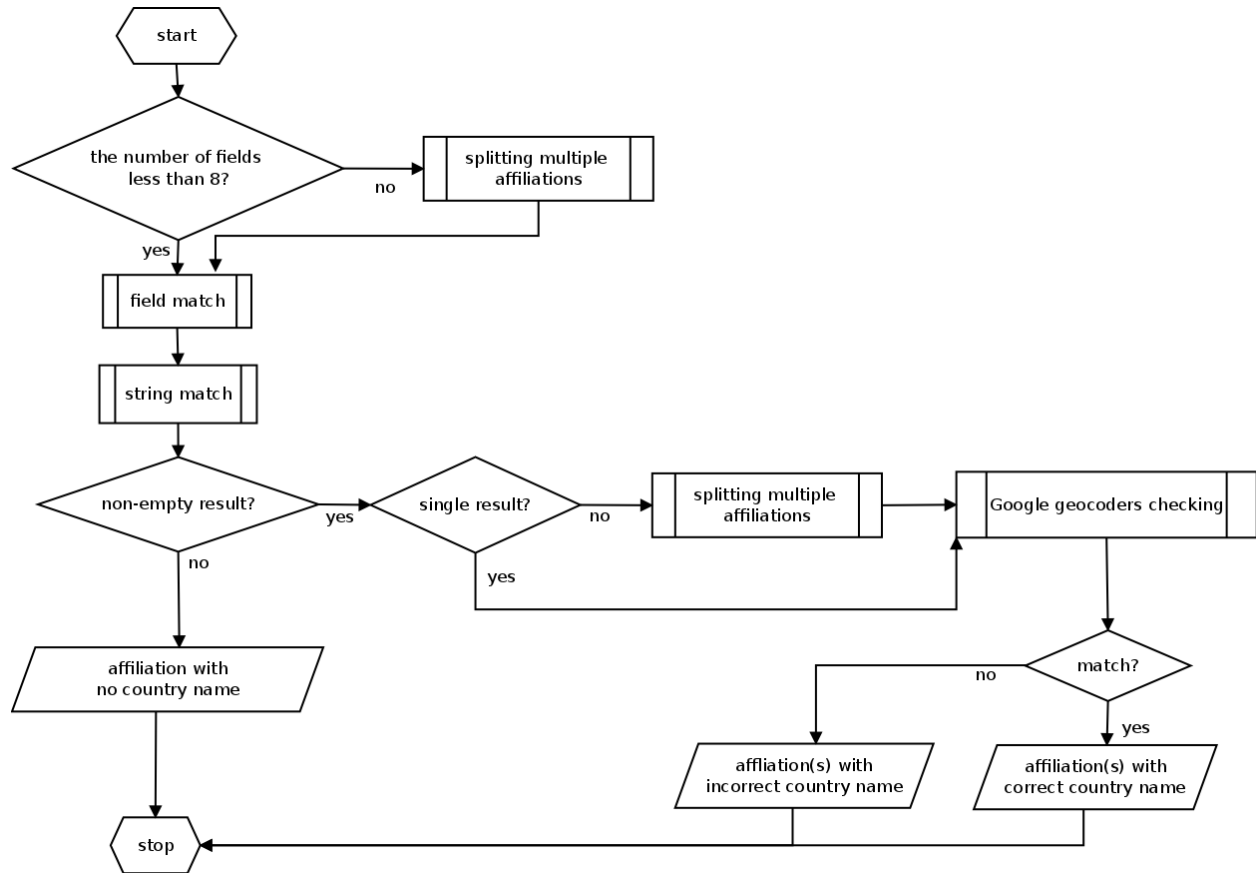 start
the number of fields
less than 8?
no
splitting multiple
affiliations
yes
field match
string match
non-empty result?
yes
single result?
no
splitting multiple
affiliations
Google geocoders checking
no
yes
affiliation with
no country name
match?
no
yes
affliation(s) with
incorrect country name
affiliation(s) with
correct country name
stop